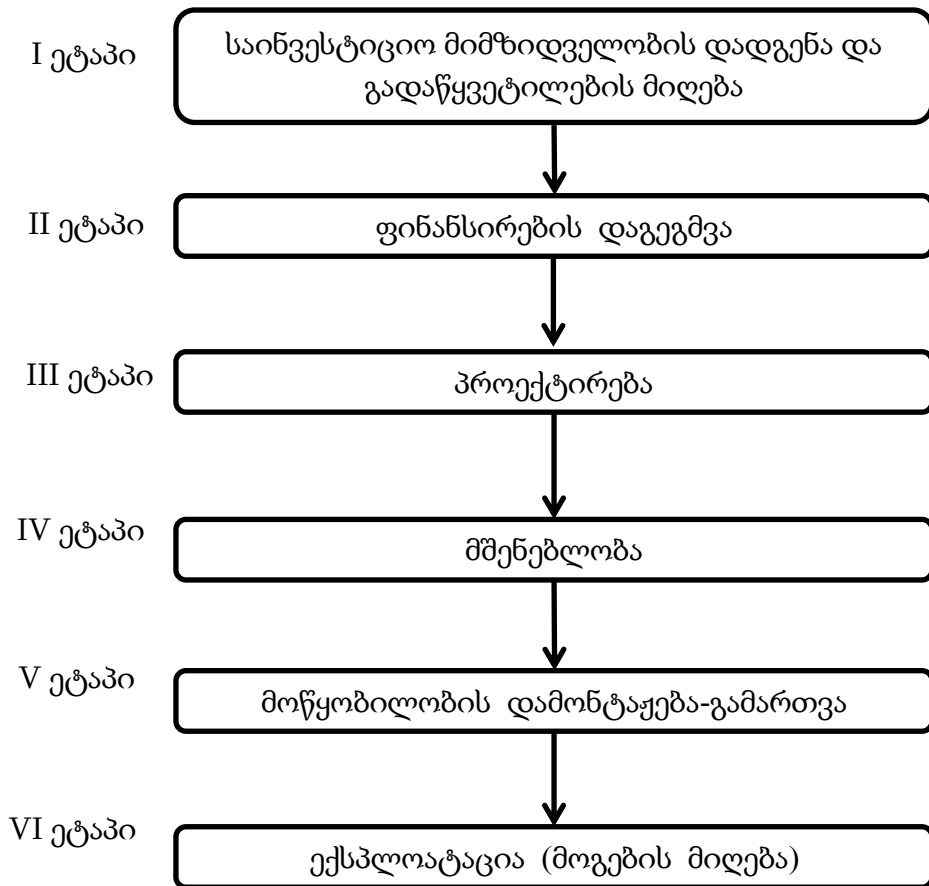 I ეტაპი
საინვესტიციო მიმზიდველობის დადგენა და
გადაწყვეტილების მიღება
II ეტაპი
ფინანსირების დაგეგმვა
III ეტაპი
პროექტირება
IV ეტაპი
მშენებლობა
V ეტაპი
მოწყობილობის დამონტაჟება-გამართვა
VI ეტაპი
ექსპლოატაცია (მოგების მიღება)